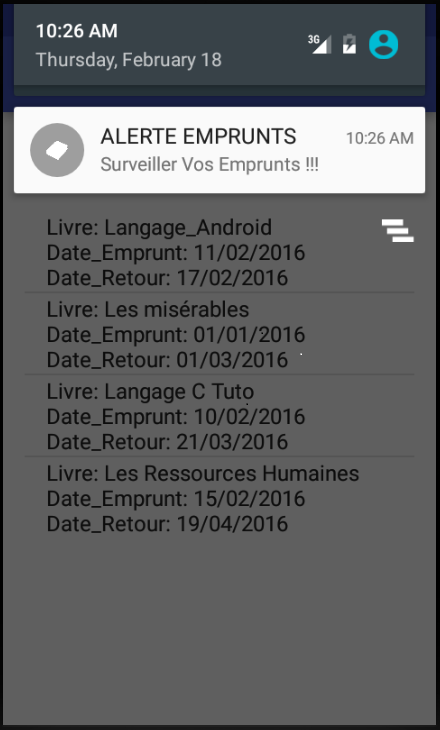 10:26 AM
Thursday, February 18
3G
ALERTE EMPRUNTS 10:26 AM
Surveiller Vos Emprunts !!!
Livre: Langage_Android
Date_Emprunt: 11/02/2016
Date_Retour: 17/02/2016
Livre: Les misérables
Date_Emprunt: 01/01/2016
Date_Retour: 01/03/2016
Livre: Langage C Tuto
Date_Emprunt: 10/02/2016
Date_Retour: 21/03/2016
Livre: Les Ressources Humaines
Date_Emprunt: 15/02/2016
Date_Retour: 19/04/2016